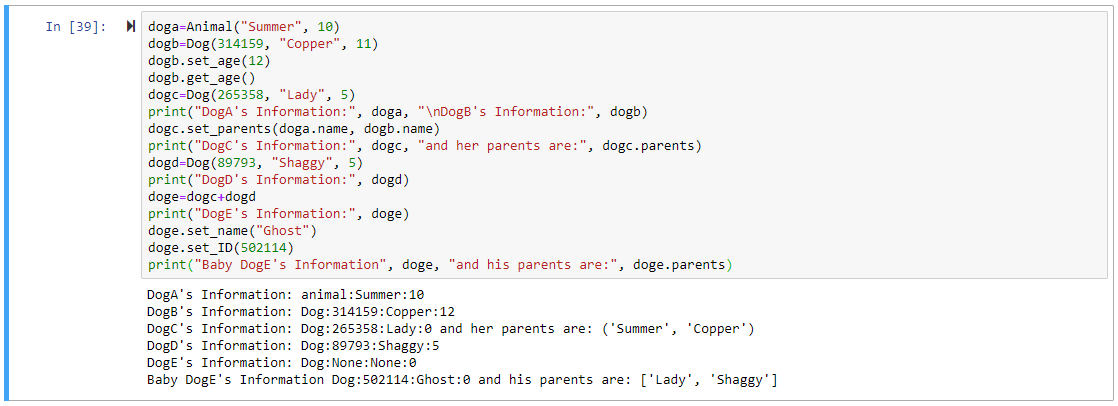 In [39]:
doga=Animal("Summer", 10)
dogb=Dog(314159, "Copper", 11)
dogb.set_age(12)
dogb.get_age()
dogc=Dog(265358, "Lady", 5)
print("DogA's Information:", doga, "\nDogB's Information:", dogb)
dogc.set_parents(doga.name, dogb.name)
print("DogC's Information:", dogc, "and her parents are:", dogc.parents)
dogd=Dog(89793, "Shaggy", 5)
print("DogD's Information:", dogd)
doge=dogc+dogd
print("DogE's Information:", doge)
doge.set_name("Ghost")
doge.set_ID(502114)
print("Baby DogE's Information", doge, "and his parents are:", doge.parents)
DogA's Information: animal:Summer:10
DogB's Information: Dog:314159:Copper:12
DogC's Information: Dog:265358:Lady:0 and her parents are: ('Summer', 'Copper')
DogD's Information: Dog:89793:Shaggy:5
DogE's Information: Dog:None:None:0
Baby DogE's Information Dog:502114:Ghost:0 and his parents are: ['Lady', 'Shaggy']